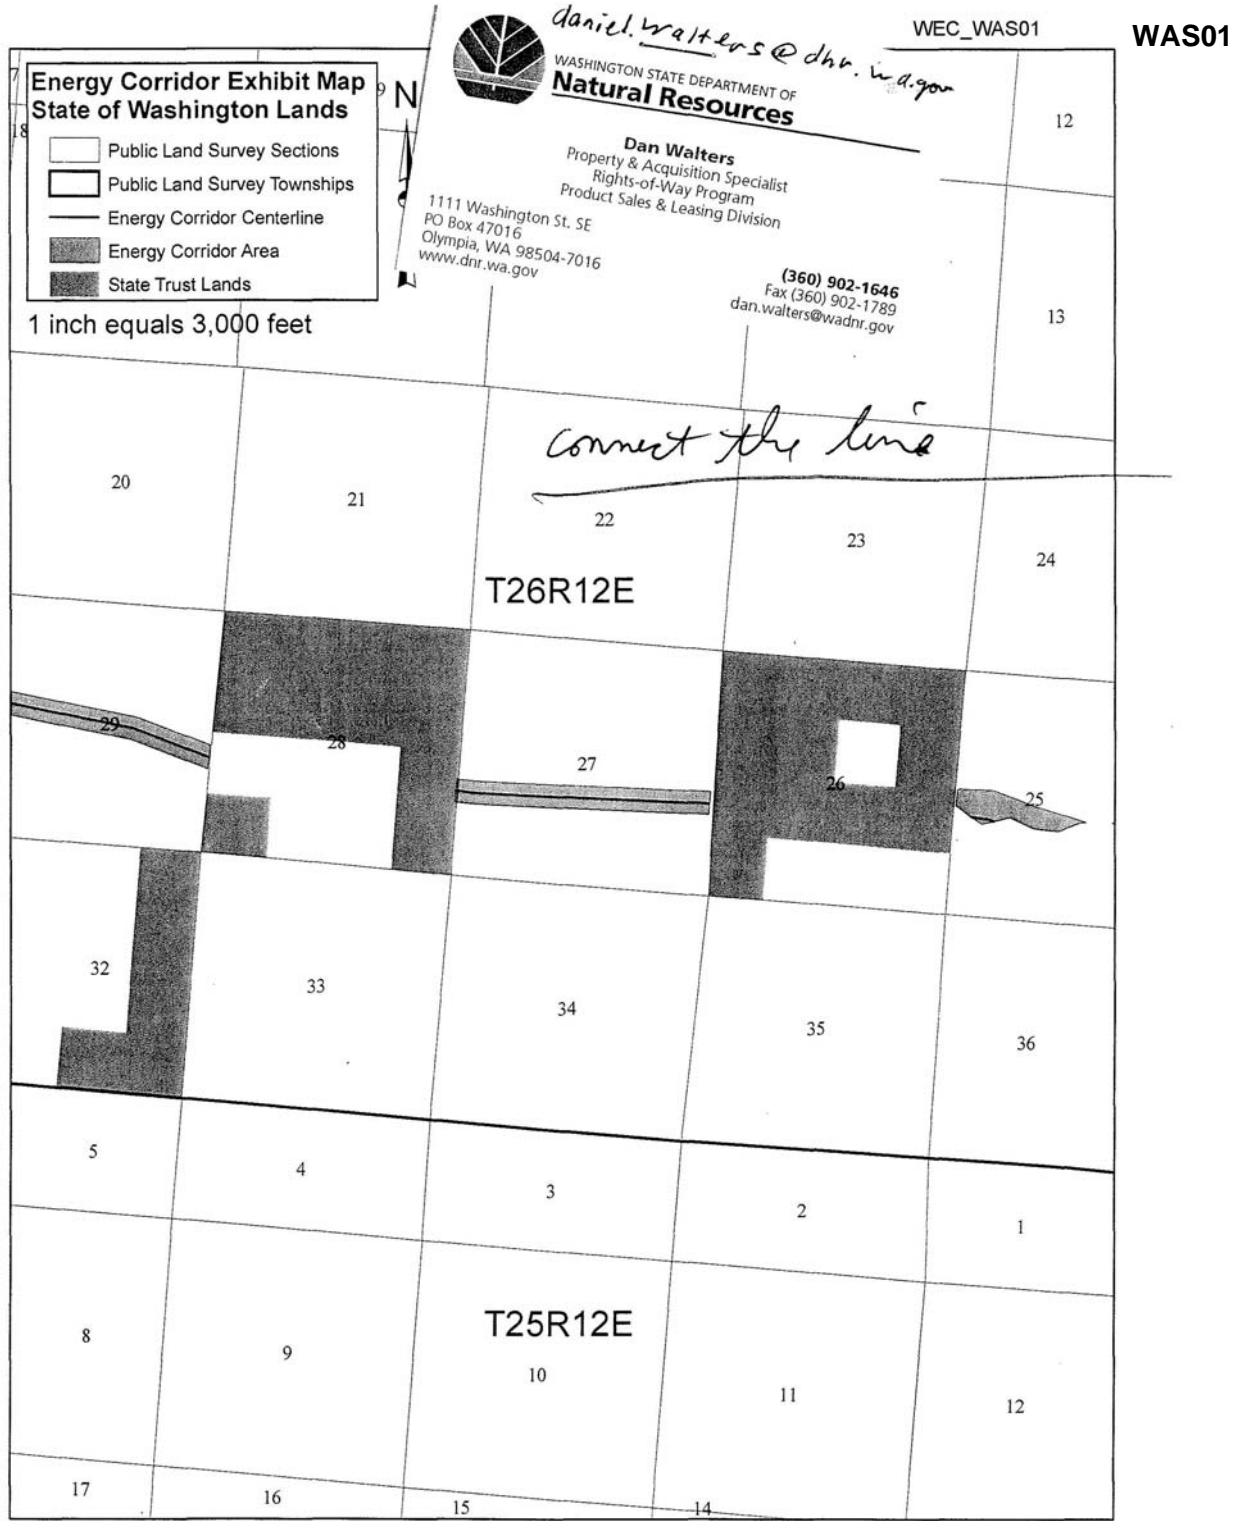 WEC_WAS01
WAS01
daniel.walters@dnr.wa.gov
WASHINGTON STATE DEPARTMENT OF
Natural Resources
Dan Walters
Property & Acquisition Specialist
Rights-of-Way Program
Product Sales & Leasing Division
1111 Washington St. SE
PO Box 47016
Olympia, WA 98504-7016
www.dnr.wa.gov
(360) 902-1646
Fax (360) 902-1789
dan.walters@wadnr.gov
Energy Corridor Exhibit Map
State of Washington Lands
Public Land Survey Sections
Public Land Survey Townships
Energy Corridor Centerline
Energy Corridor Area
State Trust Lands
1 inch equals 3,000 feet
N
7
18
9
12
13
connect the line
20
21
22
23
24
T26R12E
29
28
27
26
25
32
33
34
35
36
5
4
3
2
1
T25R12E
8
9
10
11
12
17
16
15
14